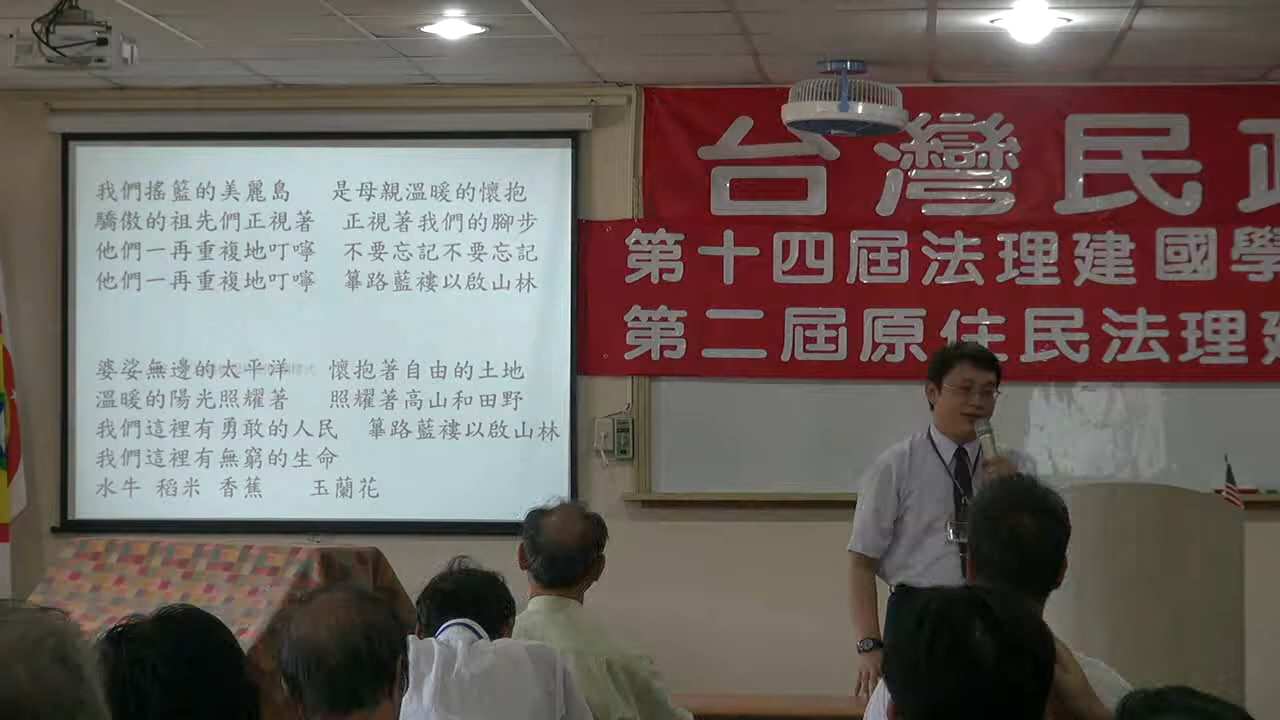 我們搖籃的美麗島 是母親溫暖的懷抱
驕傲的祖先們正視著 正視著我們的腳步
他們一再重複地叮嚀 不要忘記不要忘記
他們一再重複地叮嚀 篳路藍褸以啟山林
婆娑無邊的太平洋 懷抱著自由的土地
溫暖的陽光照耀著 照耀著高山和田野
我們這裡有勇敢的人民 篳路藍褸以啟山林
我們這裡有無窮的生命
水牛 稻米 香蕉 玉蘭花
台灣民政
第十四屆法理建國學
第二屆原住民法理建